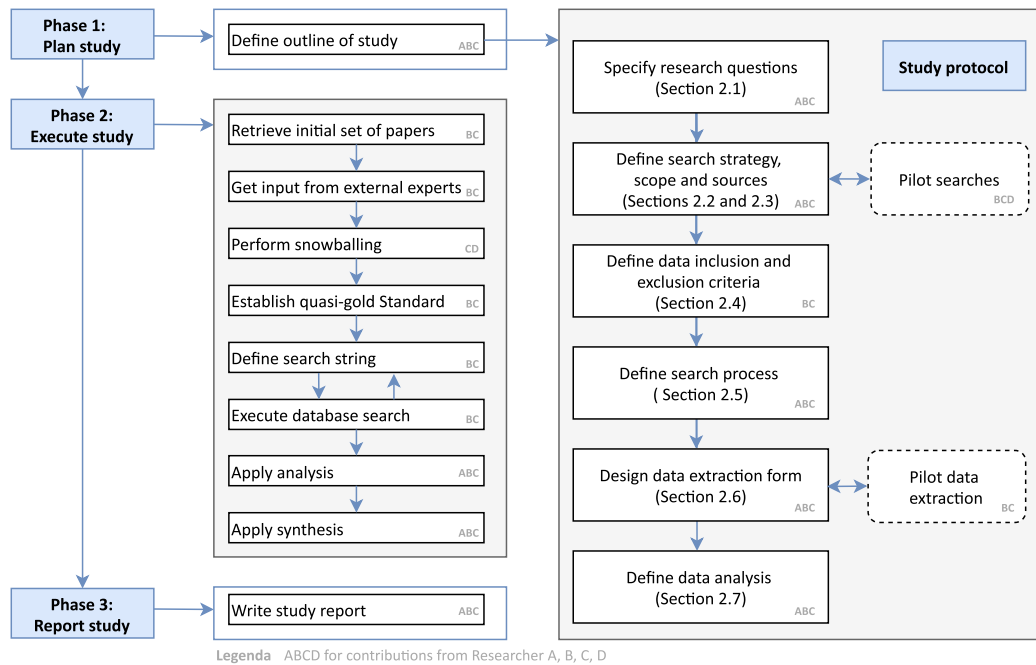 Phase 1:
Plan study
Define outline of study
ABC
Phase 2:
Execute study
Retrieve initial set of papers
BC
Get input from external experts
BC
Perform snowballing
CD
Establish quasi-gold Standard
BC
Define search string
BC
Execute database search
BC
Apply analysis
ABC
Apply synthesis
ABC
Phase 3:
Report study
Write study report
ABC
Study protocol
Specify research questions
(Section 2.1)
ABC
Define search strategy,
scope and sources
(Sections 2.2 and 2.3)
ABC
Pilot searches
BCD
Define data inclusion and
exclusion criteria
(Section 2.4)
BC
Define search process
( Section 2.5)
ABC
Design data extraction form
(Section 2.6)
ABC
Pilot data
extraction
BC
Define data analysis
(Section 2.7)
ABC
Legenda ABCD for contributions from Researcher A, B, C, D